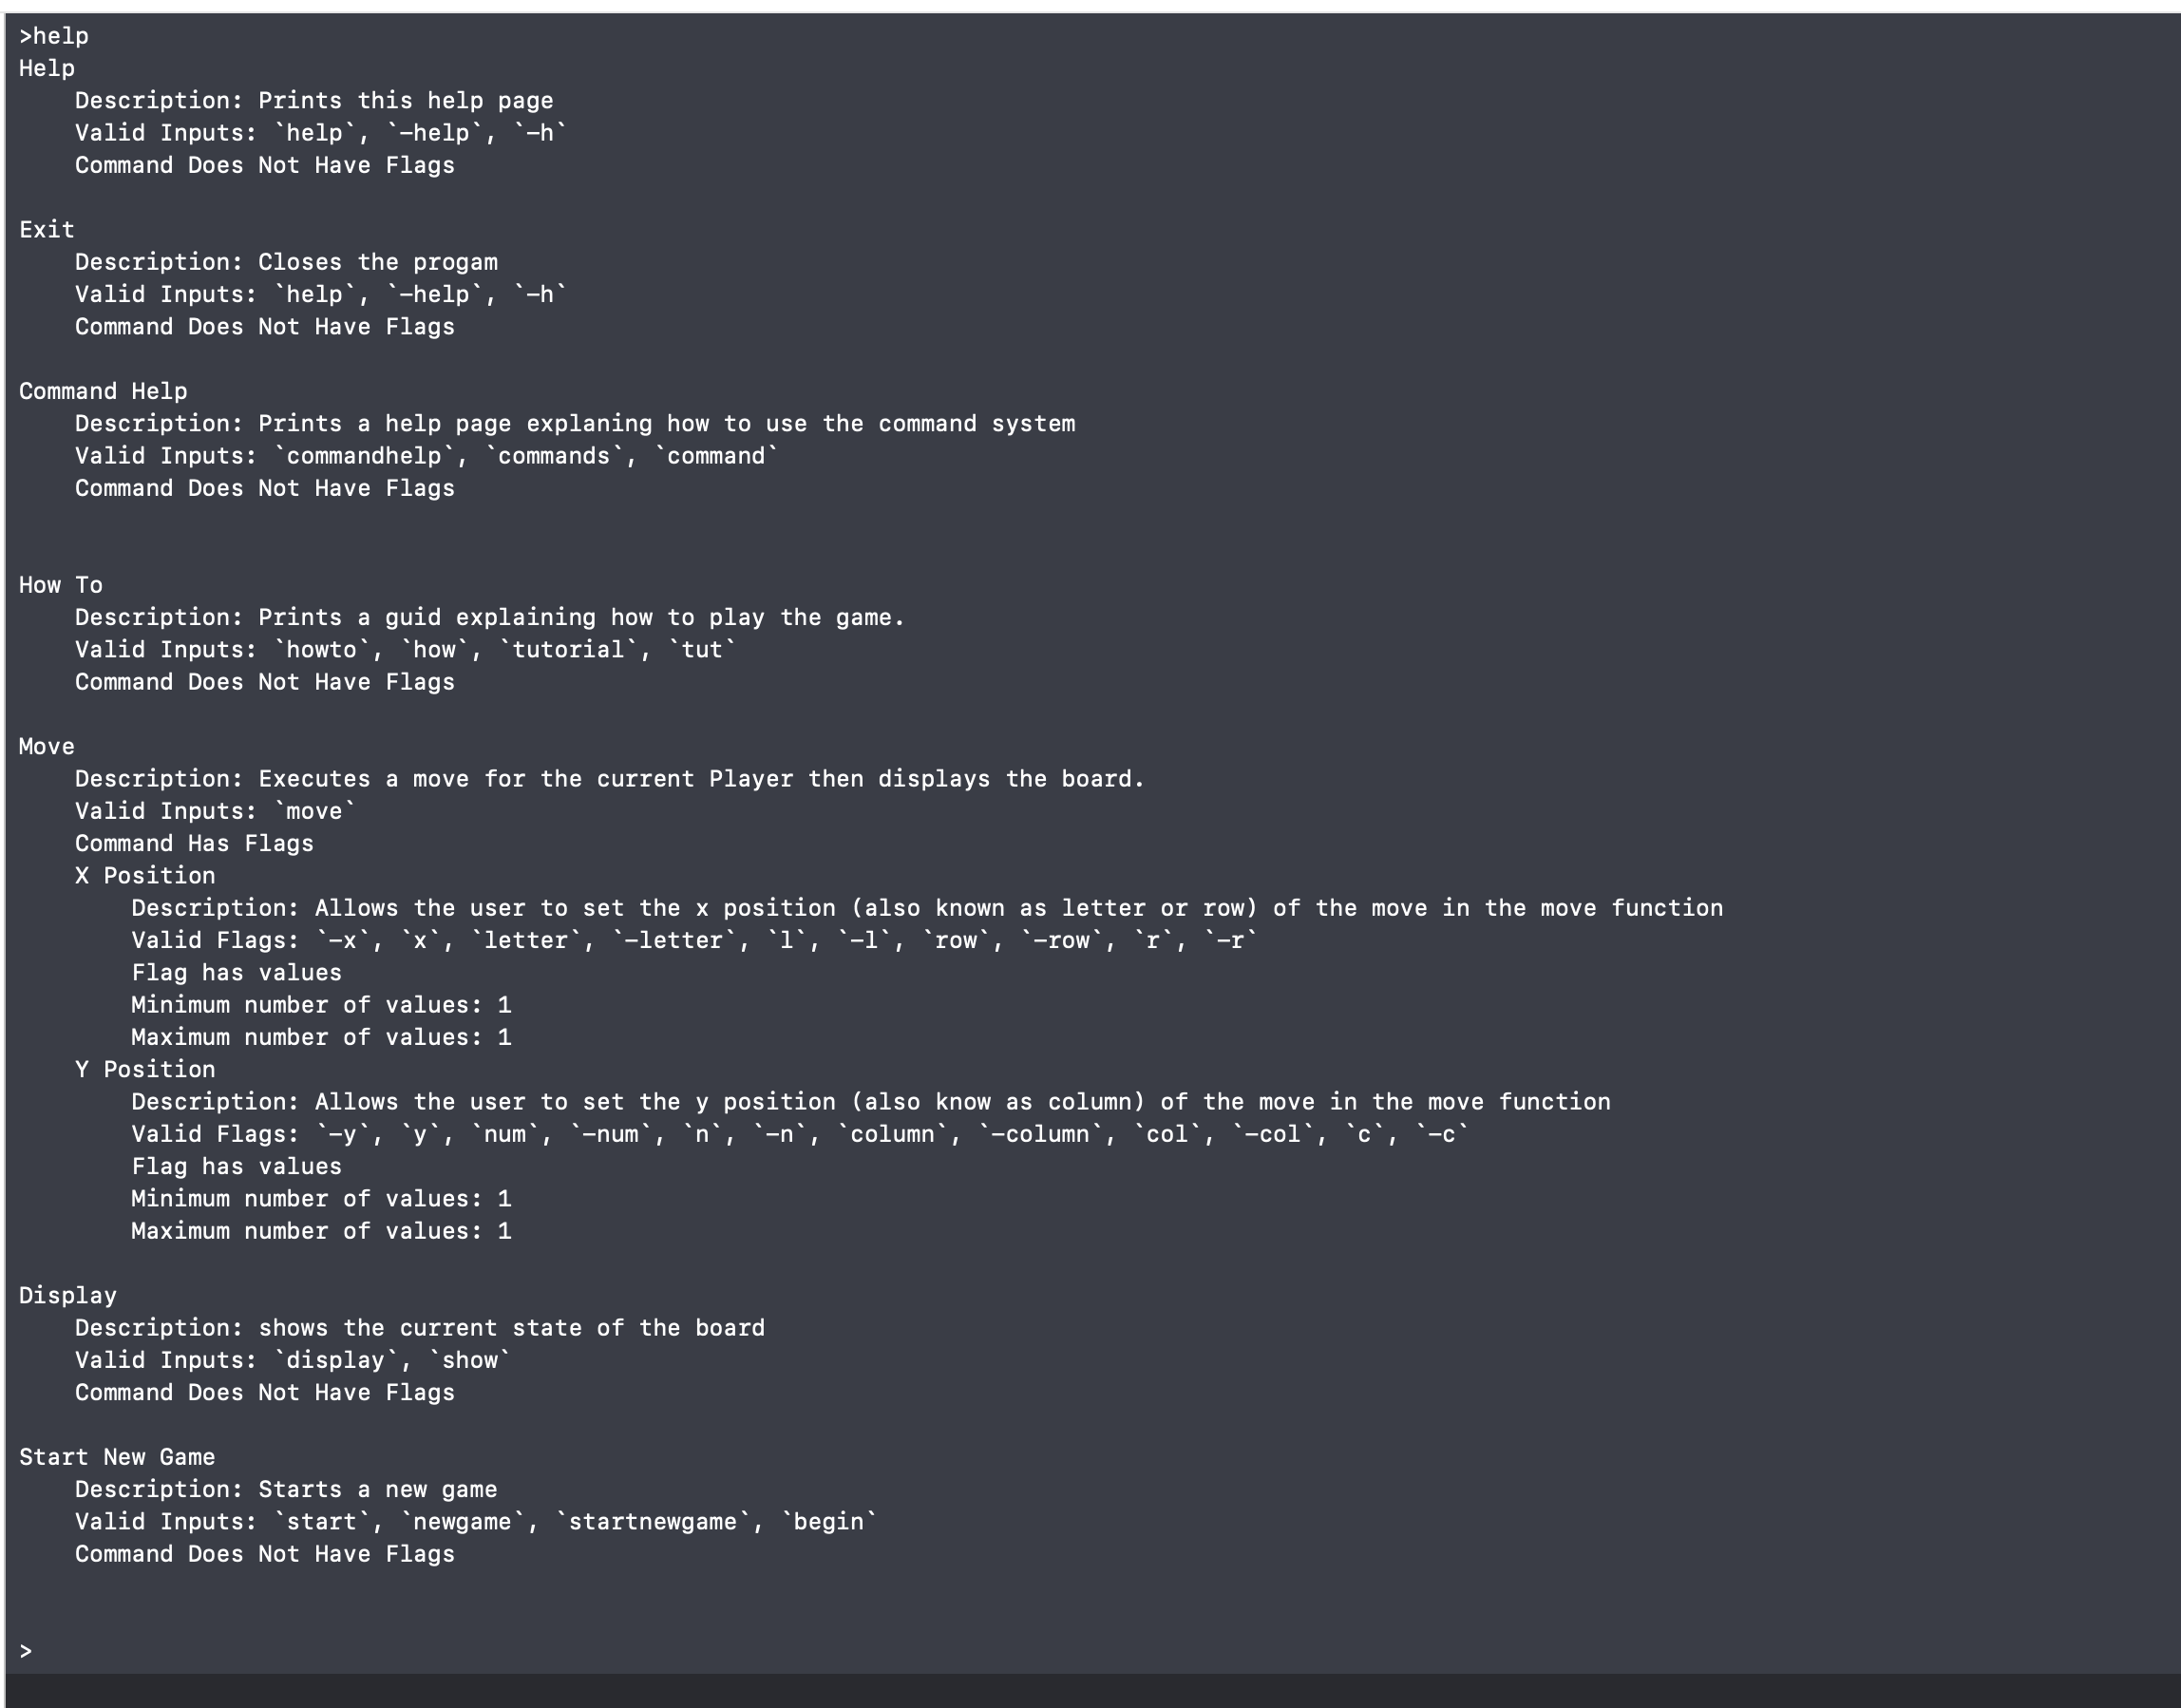 >help
Help
    Description: Prints this help page
    Valid Inputs: `help`, `-help`, `-h`
    Command Does Not Have Flags

Exit
    Description: Closes the progam
    Valid Inputs: `help`, `-help`, `-h`
    Command Does Not Have Flags

Command Help
    Description: Prints a help page explaning how to use the command system
    Valid Inputs: `commandhelp`, `commands`, `command`
    Command Does Not Have Flags


How To
    Description: Prints a guid explaining how to play the game.
    Valid Inputs: `howto`, `how`, `tutorial`, `tut`
    Command Does Not Have Flags

Move
    Description: Executes a move for the current Player then displays the board.
    Valid Inputs: `move`
    Command Has Flags
    X Position
        Description: Allows the user to set the x position (also known as letter or row) of the move in the move function
        Valid Flags: `-x`, `x`, `letter`, `-letter`, `l`, `-l`, `row`, `-row`, `r`, `-r`
        Flag has values
        Minimum number of values: 1
        Maximum number of values: 1
    Y Position
        Description: Allows the user to set the y position (also know as column) of the move in the move function
        Valid Flags: `-y`, `y`, `num`, `-num`, `n`, `-n`, `column`, `-column`, `col`, `-col`, `c`, `-c`
        Flag has values
        Minimum number of values: 1
        Maximum number of values: 1

Display
    Description: shows the current state of the board
    Valid Inputs: `display`, `show`
    Command Does Not Have Flags

Start New Game
    Description: Starts a new game
    Valid Inputs: `start`, `newgame`, `startnewgame`, `begin`
    Command Does Not Have Flags


>